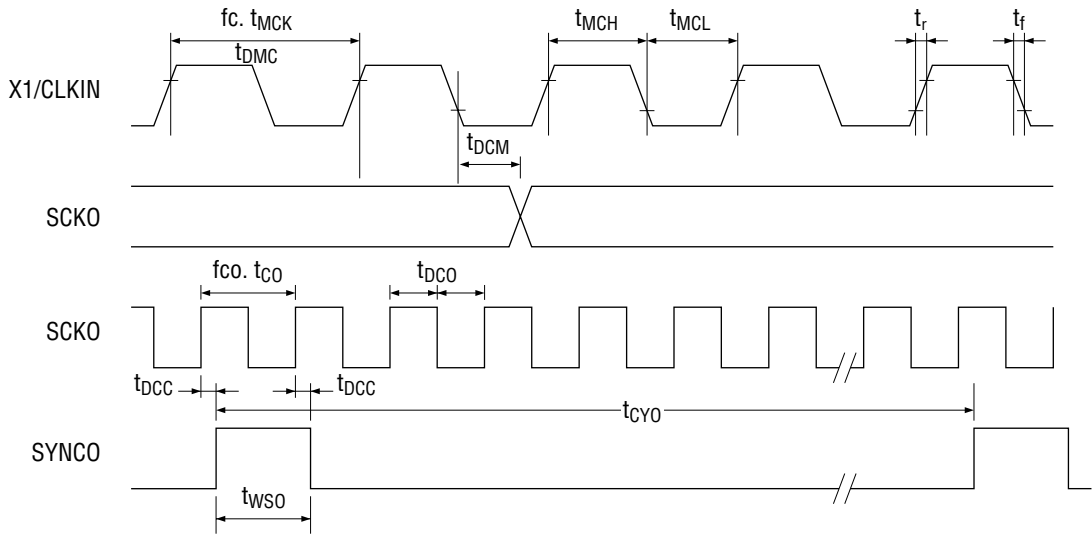 fc. tMCK
tMCH
tMCL
tr
tf
tDMC
X1/CLKIN
tDCM
SCKO
fco. tCO
tDCO
SCKO
tDCC
tDCC
tCYO
SYNCO
tWSO